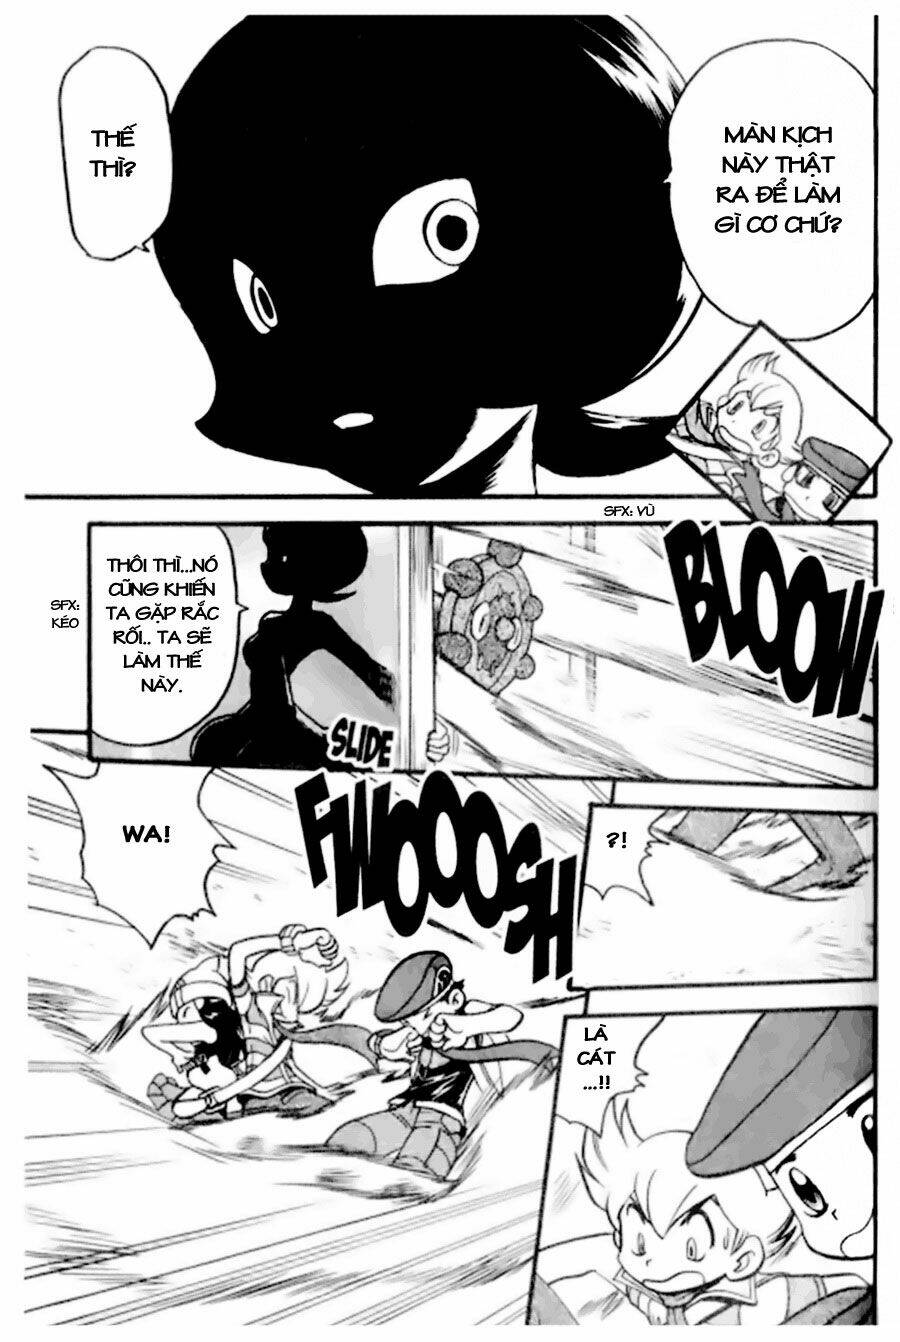 MÀN KỊCH
NÀY THẬT
RA ĐỂ LÀM
GÌ CƠ CHỨ?
THẾ
THÌ?
SFX: VÙ
BLOOOW
THÔI THÌ...NÓ
CŨNG KHIẾN
TA GẶP RẮC
RỐI.. TA SẼ
LÀM THẾ
NÀY.
SFX:
KÉO
SLIDE
?!
FWOOOSH
WA!
LÀ
CÁT
...!!